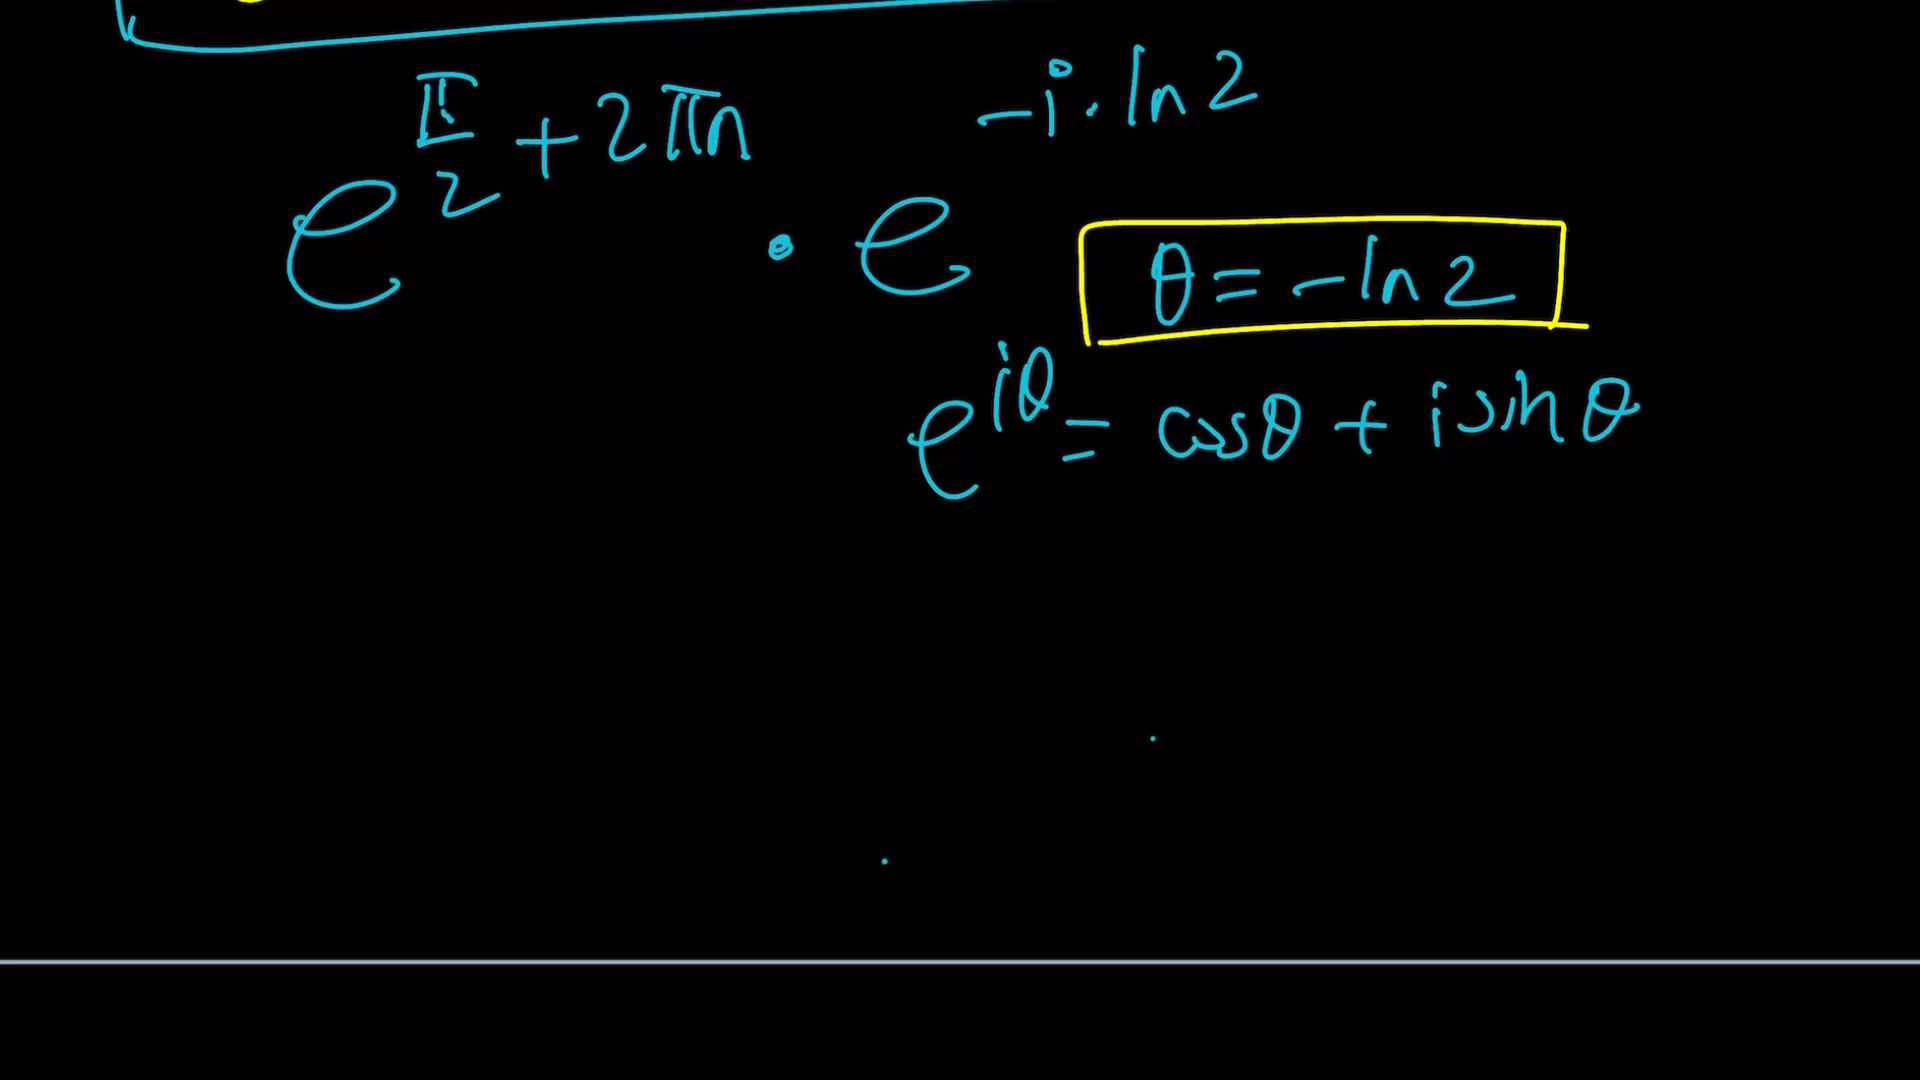 e^(π/2 + 2πn) · e^(-i·ln2)
θ = -ln2
e^(iθ) = cosθ + i sinθ